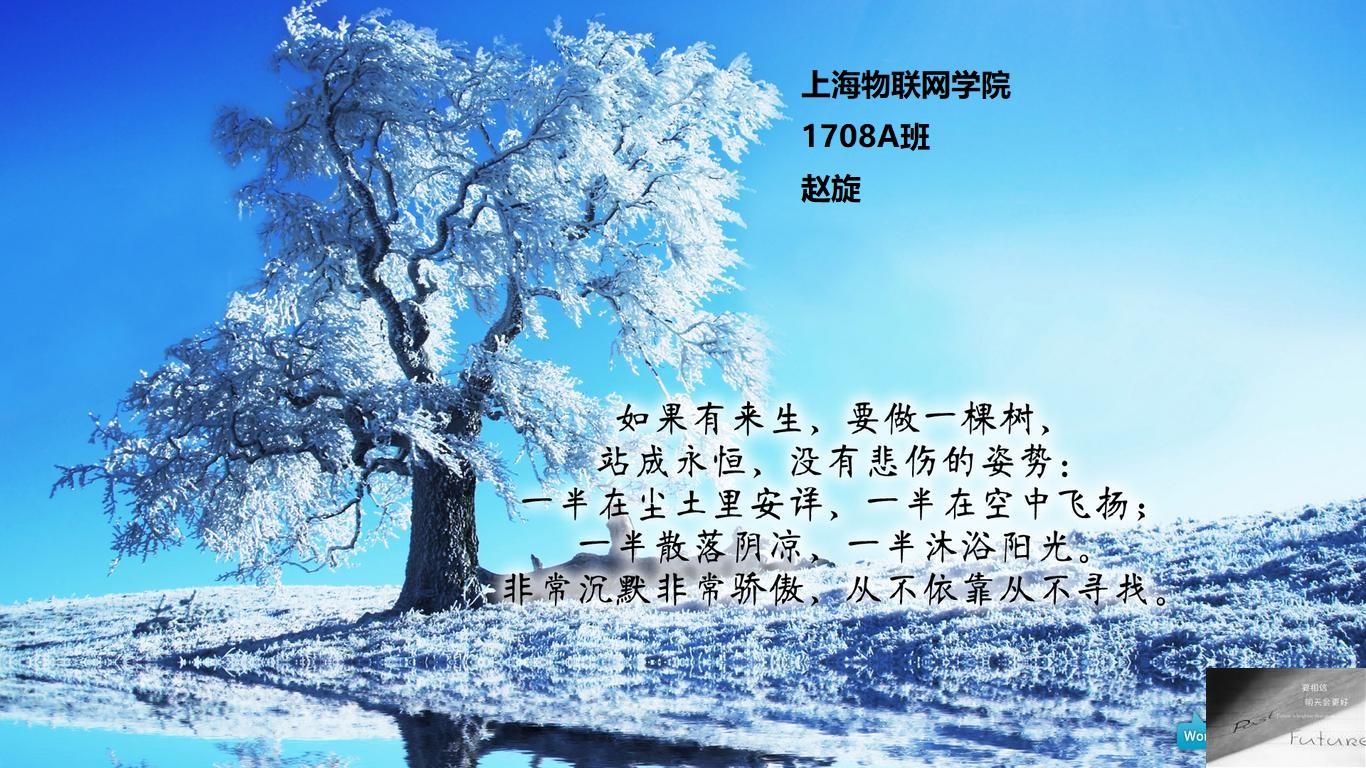 上海物联网学院
1708A班
赵旋
如果有来生，要做一棵树，
站成永恒，没有悲伤的姿势：
一半在尘土里安详，一半在空中飞扬；
一半散落阴凉，一半沐浴阳光。
非常沉默非常骄傲，从不依靠从不寻找。
要相信
明天会更好
Past
Future